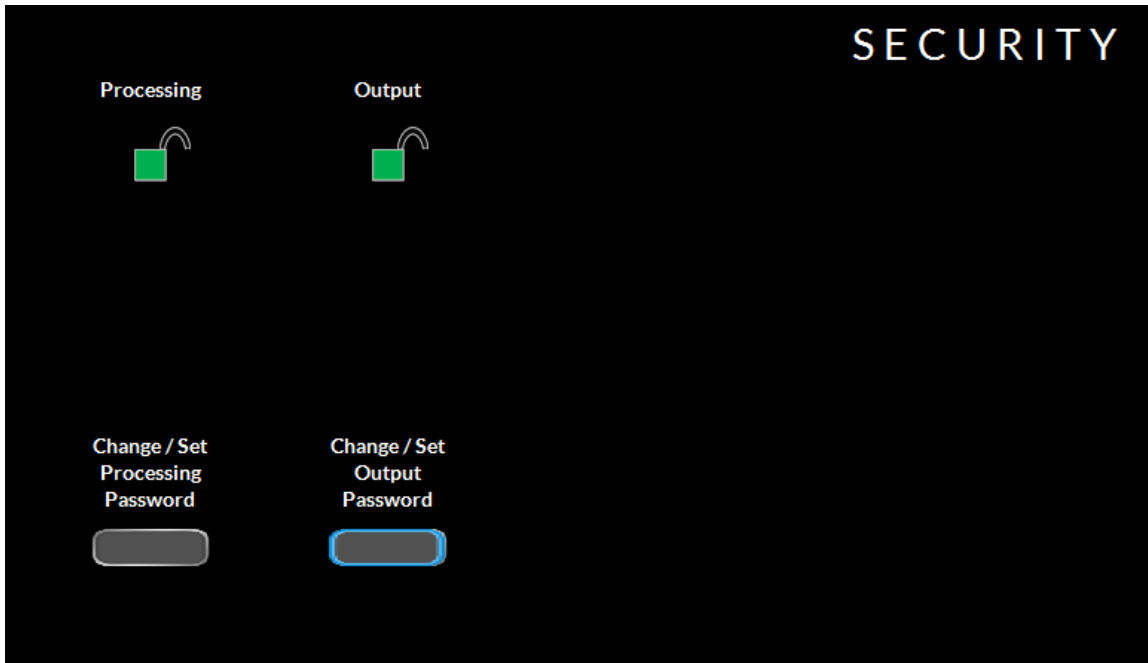 SECURITY
Processing
Output
Change / Set
Processing
Password
Change / Set
Output
Password